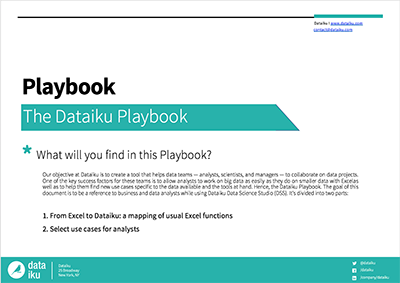 Dataiku | www.dataiku.com
contact@dataiku.com
Playbook
The Dataiku Playbook
* What will you find in this Playbook?
Our objective at Dataiku is to create a tool that helps data teams — analysts, scientists, and managers — to collaborate on data projects.
One of the key success factors for these teams is to allow analysts to work on big data as easily as they do on smaller data with Excelas
well as to help them find new use cases specific to the data available and the tools at hand. Hence, the Dataiku Playbook. The goal of this
document is to be a reference to business and data analysts while using Dataiku Data Science Studio (DSS). It's divided into two parts:
1. From Excel to Dataiku: a mapping of usual Excel functions
2. Select use cases for analysts
data
iku
Dataiku
25 Broadway
New York, NY
@dataiku
/dataiku
/company/dataiku